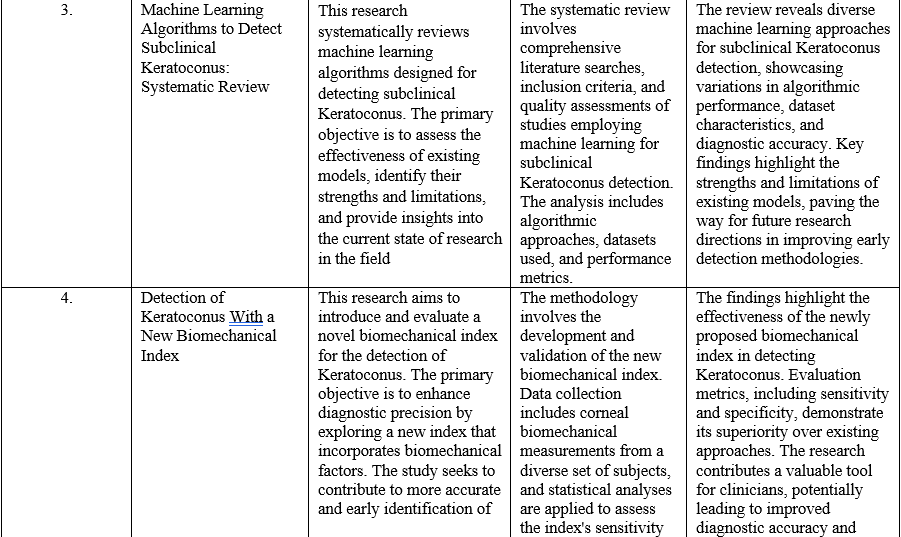 3.
Machine Learning
Algorithms to Detect
Subclinical
Keratoconus:
Systematic Review
This research
systematically reviews
machine learning
algorithms designed for
detecting subclinical
Keratoconus. The primary
objective is to assess the
effectiveness of existing
models, identify their
strengths and limitations,
and provide insights into
the current state of research
in the field
The systematic review
involves
comprehensive
literature searches,
inclusion criteria, and
quality assessments of
studies employing
machine learning for
subclinical
Keratoconus detection.
The analysis includes
algorithmic
approaches, datasets
used, and performance
metrics.
The review reveals diverse
machine learning approaches
for subclinical Keratoconus
detection, showcasing
variations in algorithmic
performance, dataset
characteristics, and
diagnostic accuracy. Key
findings highlight the
strengths and limitations of
existing models, paving the
way for future research
directions in improving early
detection methodologies.
4.
Detection of
Keratoconus With a
New Biomechanical
Index
This research aims to
introduce and evaluate a
novel biomechanical index
for the detection of
Keratoconus. The primary
objective is to enhance
diagnostic precision by
exploring a new index that
incorporates biomechanical
factors. The study seeks to
contribute to more accurate
and early identification of
The methodology
involves the
development and
validation of the new
biomechanical index.
Data collection
includes corneal
biomechanical
measurements from a
diverse set of subjects,
and statistical analyses
are applied to assess
the index's sensitivity
The findings highlight the
effectiveness of the newly
proposed biomechanical
index in detecting
Keratoconus. Evaluation
metrics, including sensitivity
and specificity, demonstrate
its superiority over existing
approaches. The research
contributes a valuable tool
for clinicians, potentially
leading to improved
diagnostic accuracy and